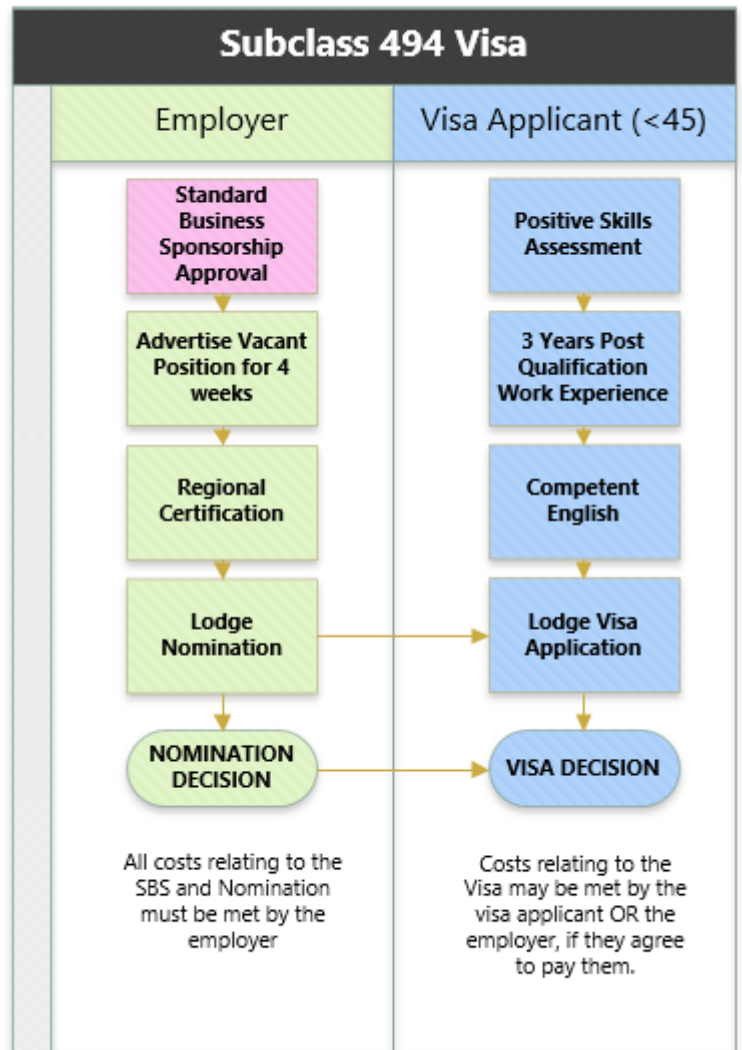 Subclass 494 Visa
Employer
Visa Applicant (<45)
Standard
Business
Sponsorship
Approval
Positive Skills
Assessment
Advertise Vacant
Position for 4
weeks
3 Years Post
Qualification
Work Experience
Regional
Certification
Competent
English
Lodge
Nomination
Lodge Visa
Application
NOMINATION
DECISION
VISA DECISION
All costs relating to the
SBS and Nomination
must be met by the
employer
Costs relating to the
Visa may be met by the
visa applicant OR the
employer, if they agree
to pay them.